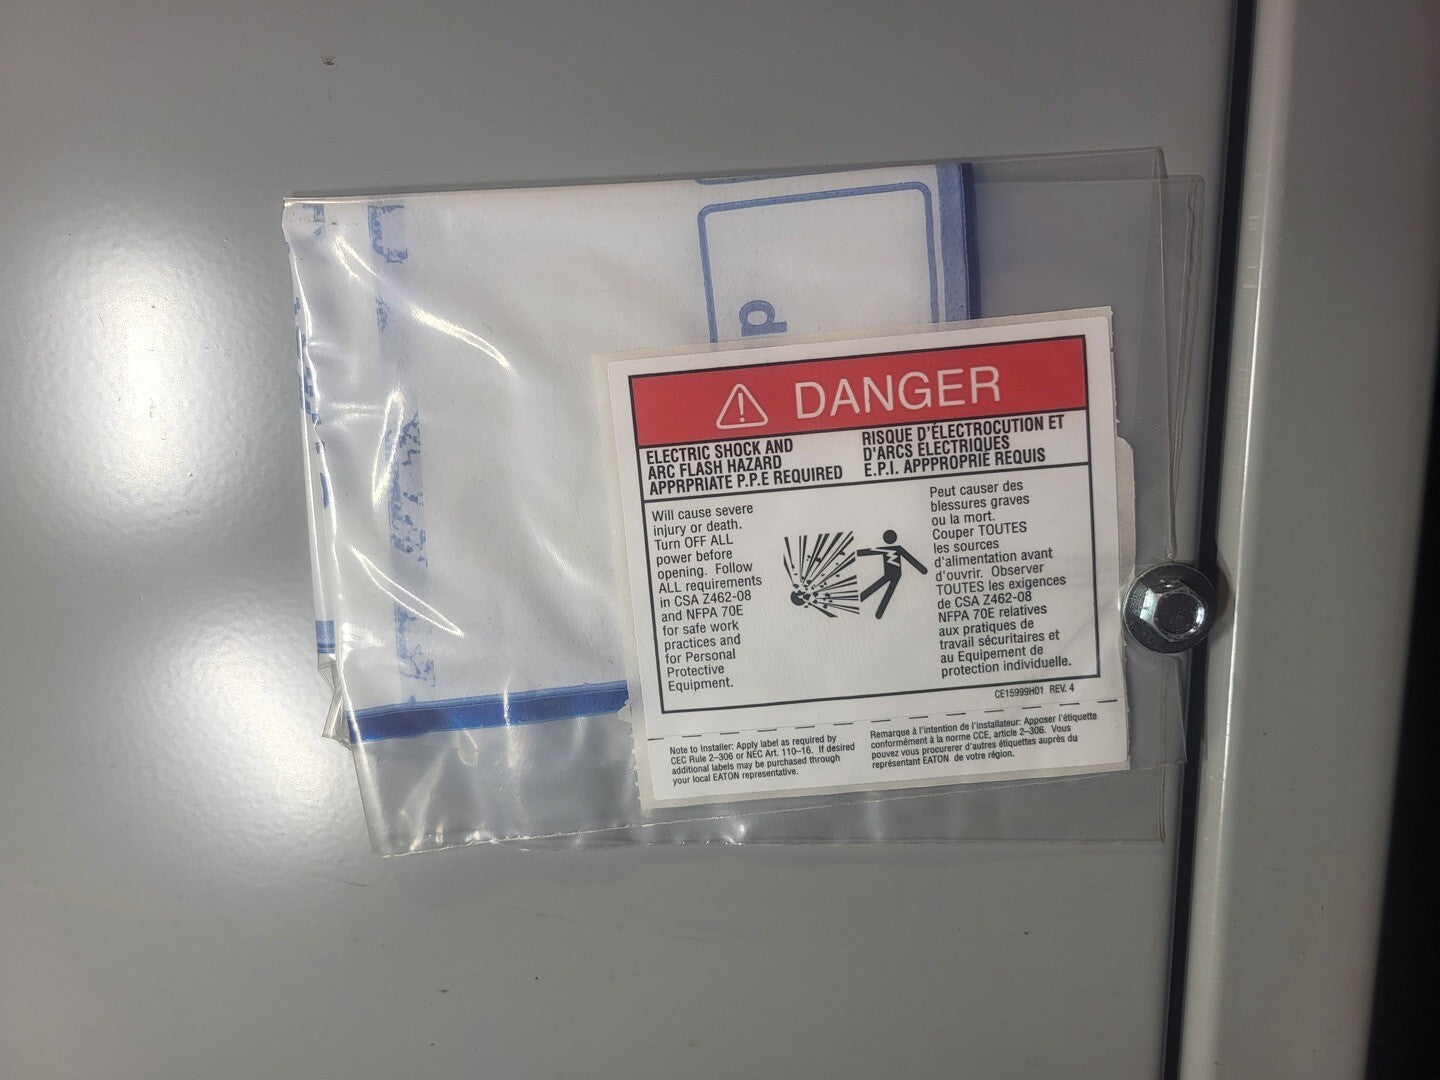 p
DANGER
ELECTRIC SHOCK AND
ARC FLASH HAZARD
APPRPRIATE P.P.E REQUIRED
RISQUE D'ÉLECTROCUTION ET
D'ARCS ÉLECTRIQUES
E.P.I. APPPROPRIÉ REQUIS
Will cause severe
injury or death.
Turn OFF ALL
power before
opening. Follow
ALL requirements
in CSA Z462-08
and NFPA 70E
for safe work
practices and
for Personal
Protective
Equipment.
Peut causer des
blessures graves
ou la mort.
Couper TOUTES
les sources
d'alimentation avant
d'ouvrir. Observer
TOUTES les exigences
de CSA Z462-08
NFPA 70E relatives
aux pratiques de
travail sécuritaires et
au Equipement de
protection individuelle.
CE15999H01 REV. 4
Note to Installer: Apply label as required by
CEC Rule 2-306 or NEC Art. 110-16. If desired
additional labels may be purchased through
your local EATON representative.
Remarque à l'intention de l'installateur: Apposer l'étiquette
conformément à la norme CCE, article 2-306. Vous
pouvez vous procurerer d'autres étiquettes auprès du
représentant EATON de votre région.